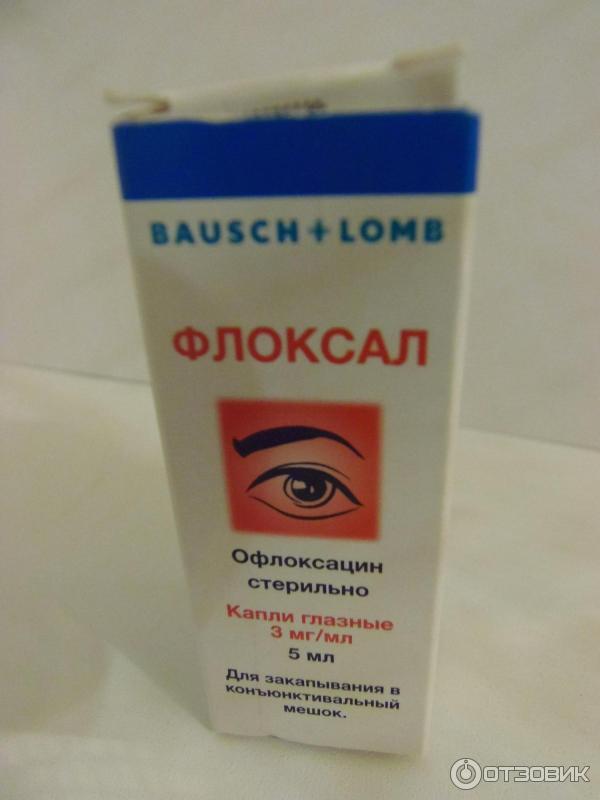 BAUSCH + LOMB
ФЛОКСАЛ
Офлоксацин
стерильно
Капли глазные
3 мг/мл
5 мл
Для закапывания в
конъюнктивальный
мешок.
ОТЗОВИК